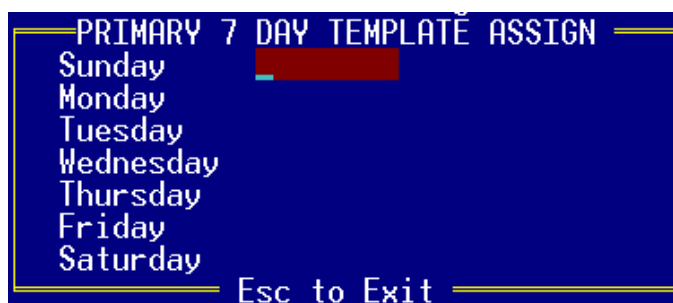 PRIMARY 7 DAY TEMPLATE ASSIGN
Sunday
Monday
Tuesday
Wednesday
Thursday
Friday
Saturday
Esc to Exit